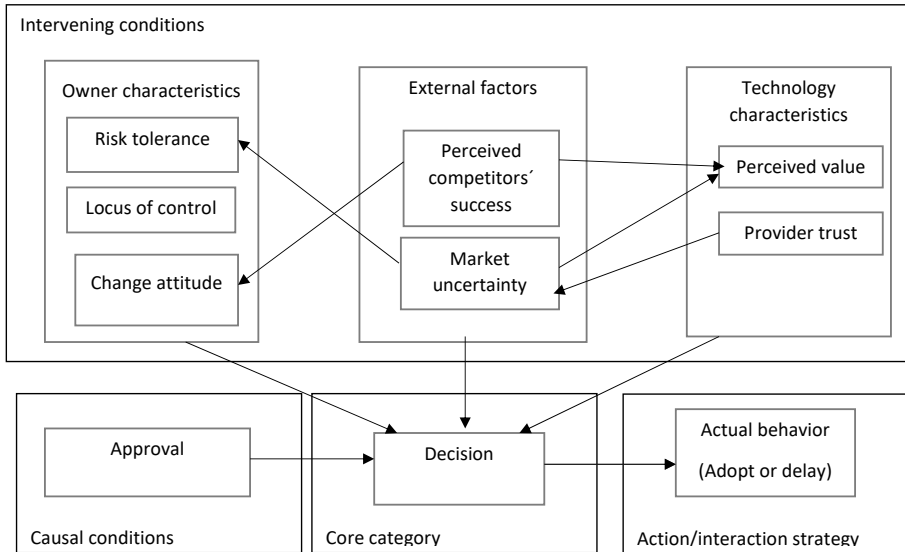 Intervening conditions
Owner characteristics
Risk tolerance
Locus of control
Change attitude
External factors
Perceived
competitors´
success
Market
uncertainty
Technology
characteristics
Perceived value
Provider trust
Approval
Causal conditions
Decision
Core category
Actual behavior
(Adopt or delay)
Action/interaction strategy